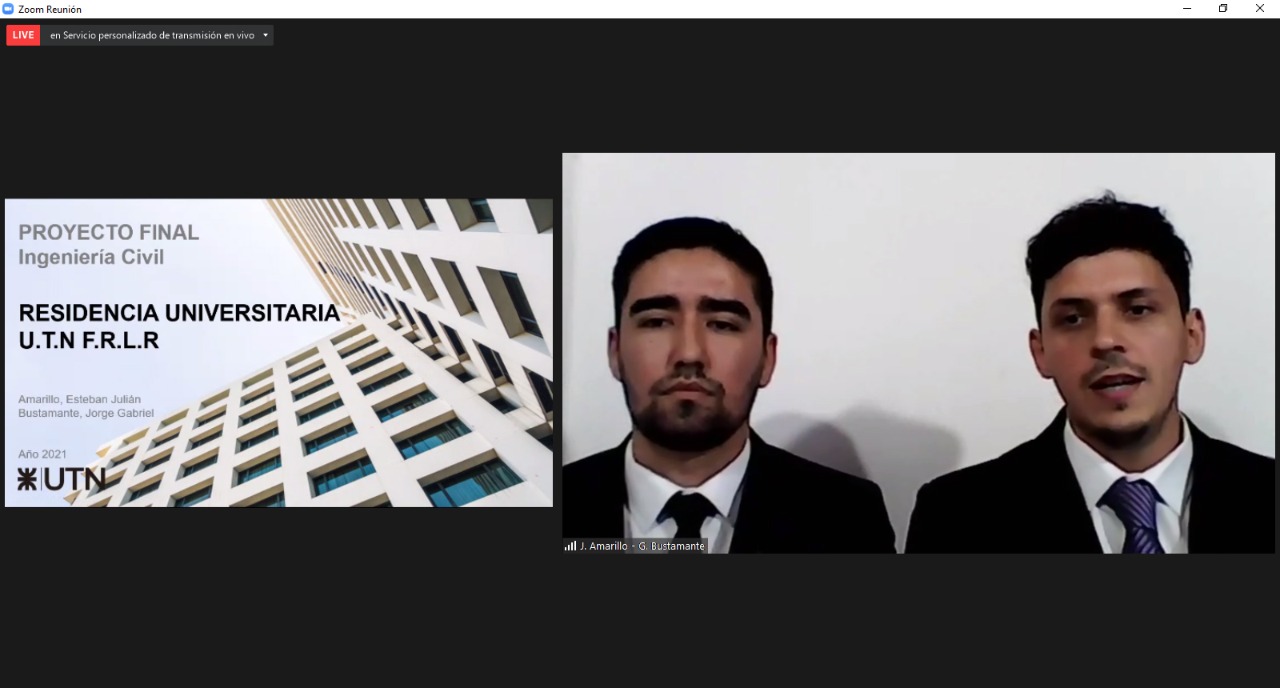 Zoom Reunión
LIVE en Servicio personalizado de transmisión en vivo
PROYECTO FINAL
Ingeniería Civil
RESIDENCIA UNIVERSITARIA
U.T.N F.R.L.R
Amarillo, Esteban Julián
Bustamante, Jorge Gabriel
Año 2021
UTN
J. Amarillo - G. Bustamante